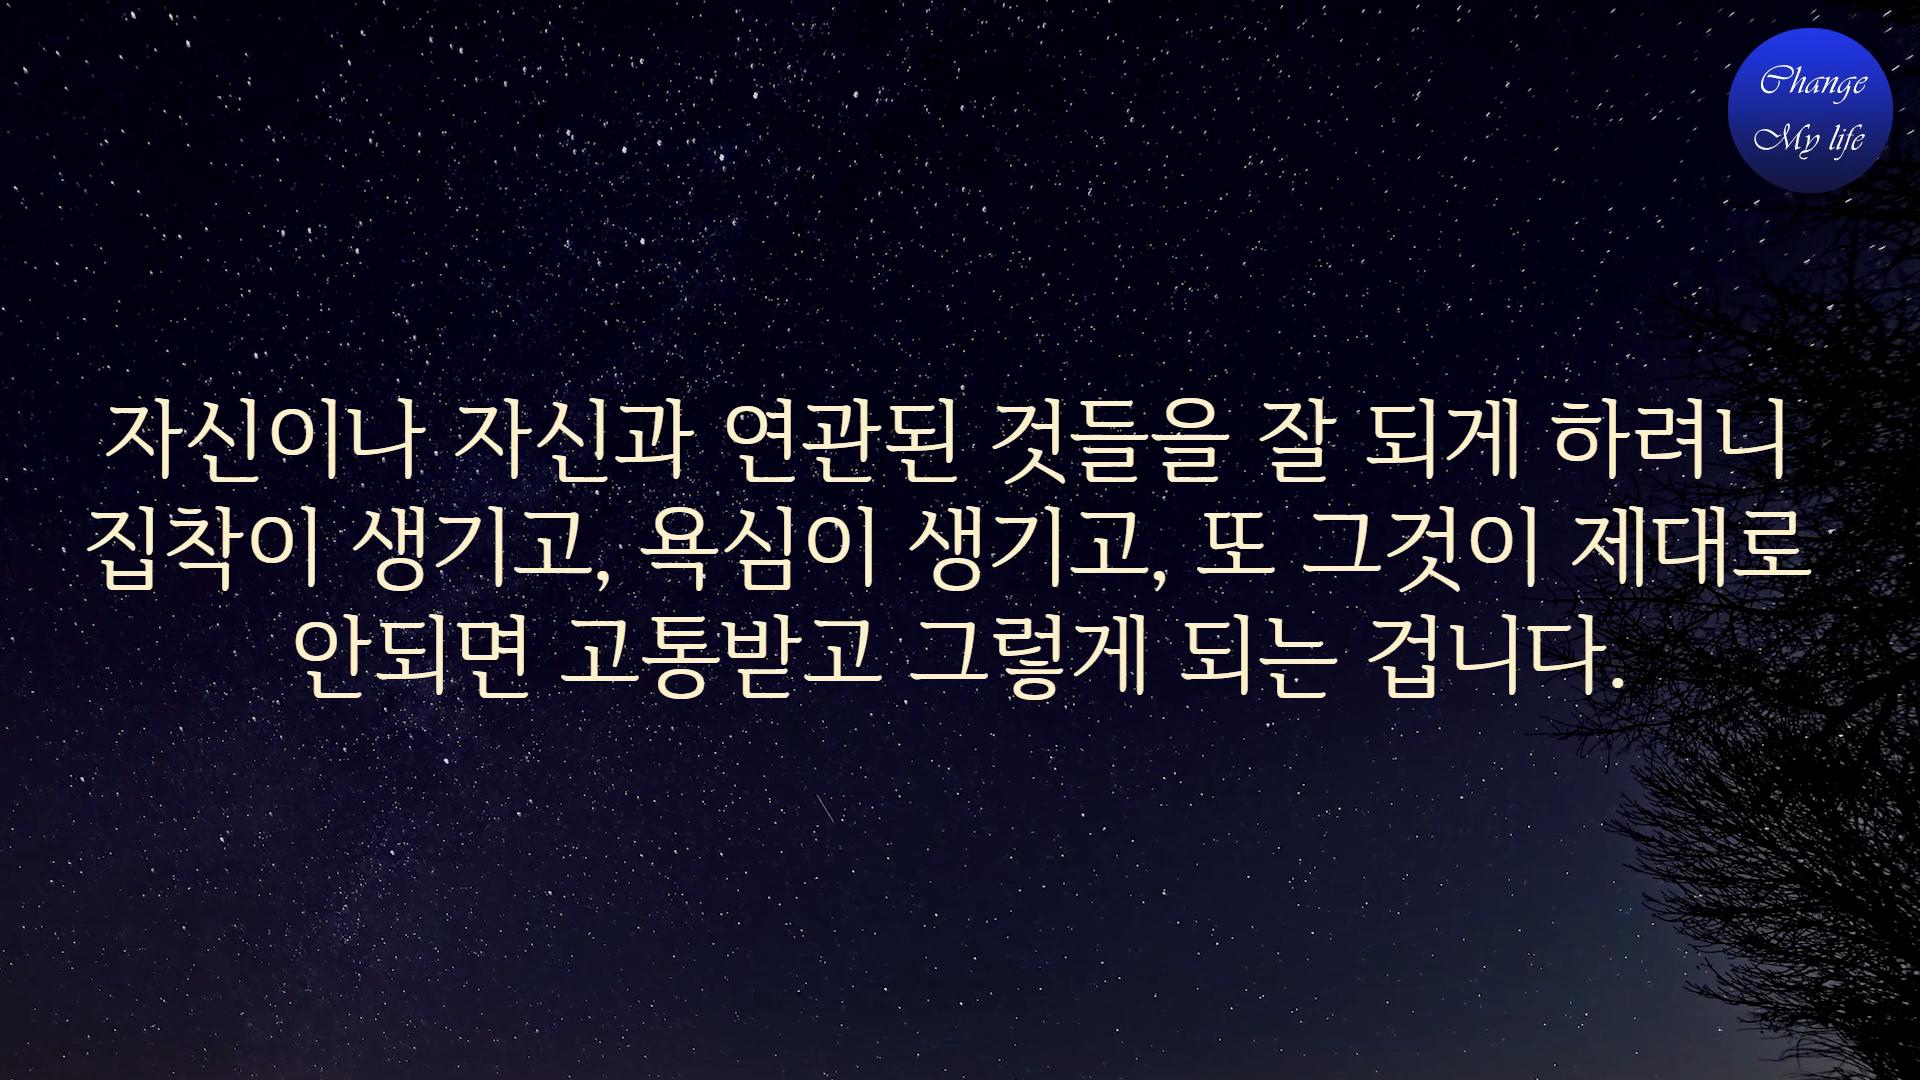 Change
My life
자신이나 자신과 연관된 것들을 잘 되게 하려니
집착이 생기고, 욕심이 생기고, 또 그것이 제대로
안되면 고통받고 그렇게 되는 겁니다.